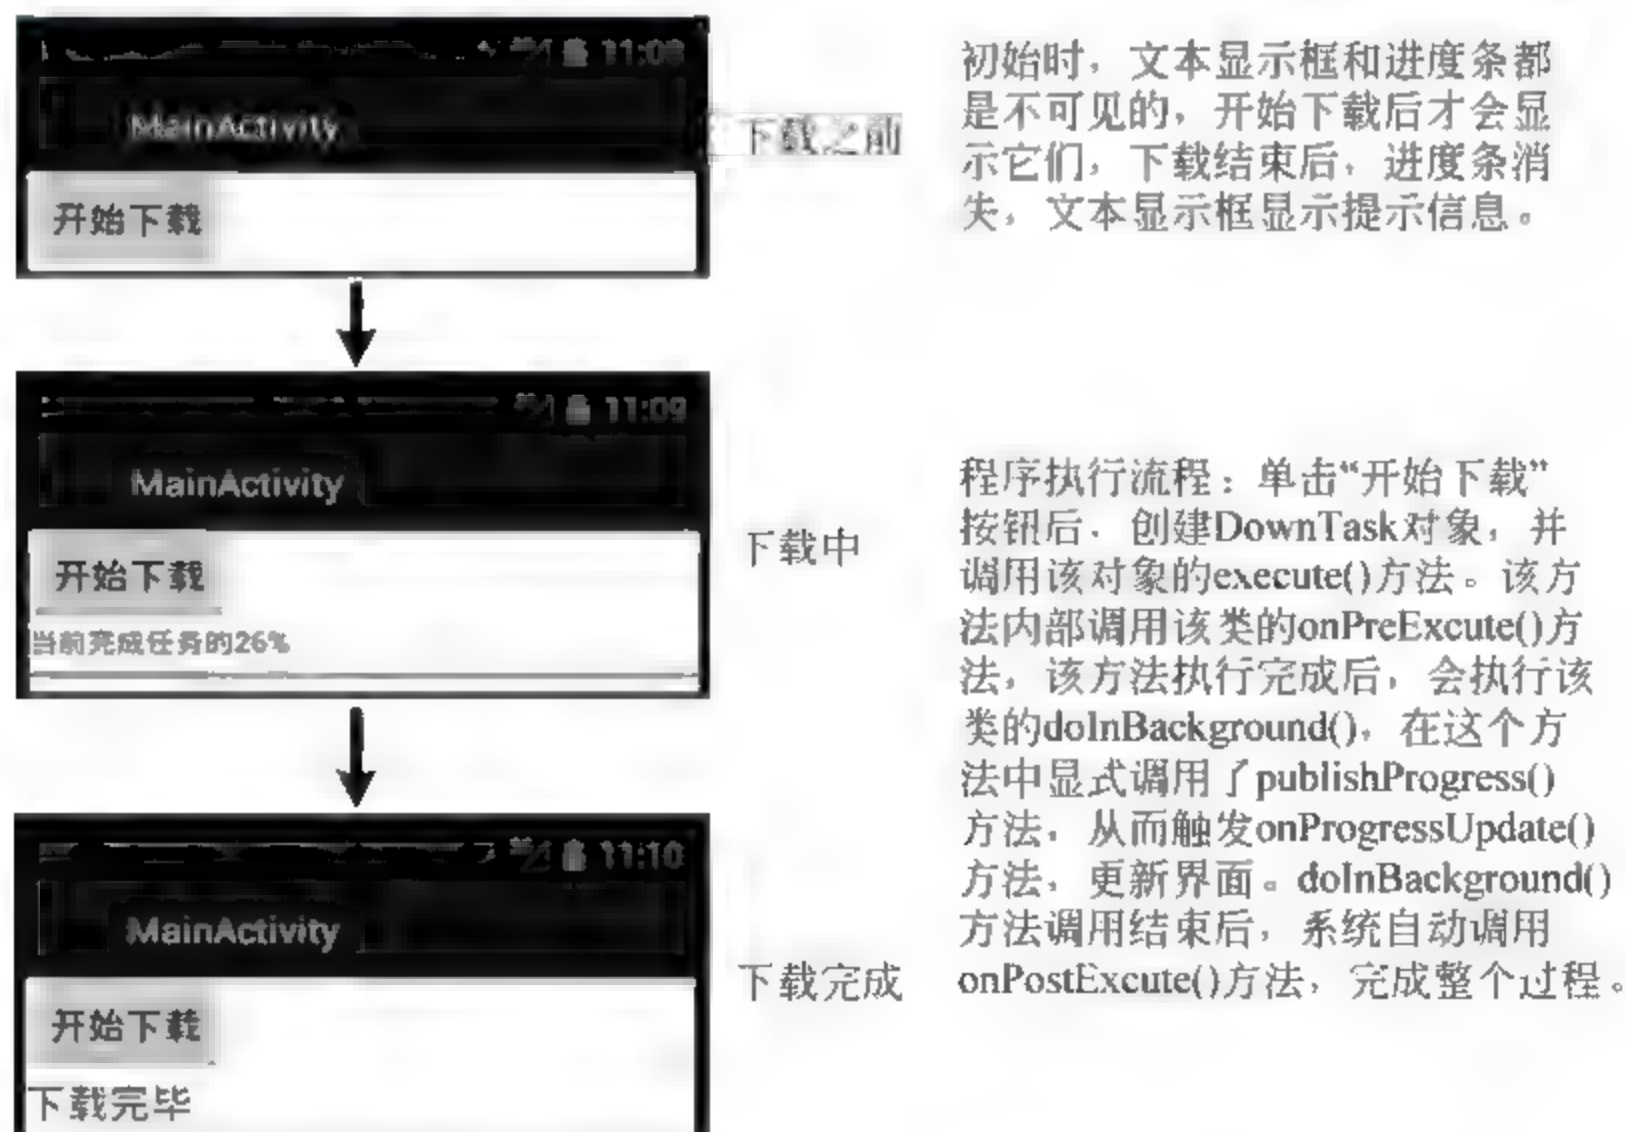 11:08
MainActivity
开始下载
下载之前
初始时，文本显示框和进度条都
是不可见的，开始下载后才会显
示它们，下载结束后，进度条消
失，文本显示框显示提示信息。
11:09
MainActivity
开始下载
当前完成任务的26%
下载中
程序执行流程：单击“开始下载”
按钮后，创建DownTask对象，并
调用该对象的execute()方法。该方
法内部调用该类的onPreExcute()方
法，该方法执行完成后，会执行该
类的doInBackground()，在这个方
法中显式调用了publishProgress()
方法，从而触发onProgressUpdate()
方法，更新界面。doInBackground()
方法调用结束后，系统自动调用
onPostExcute()方法，完成整个过程。
11:10
MainActivity
开始下载
下载完毕
下载完成